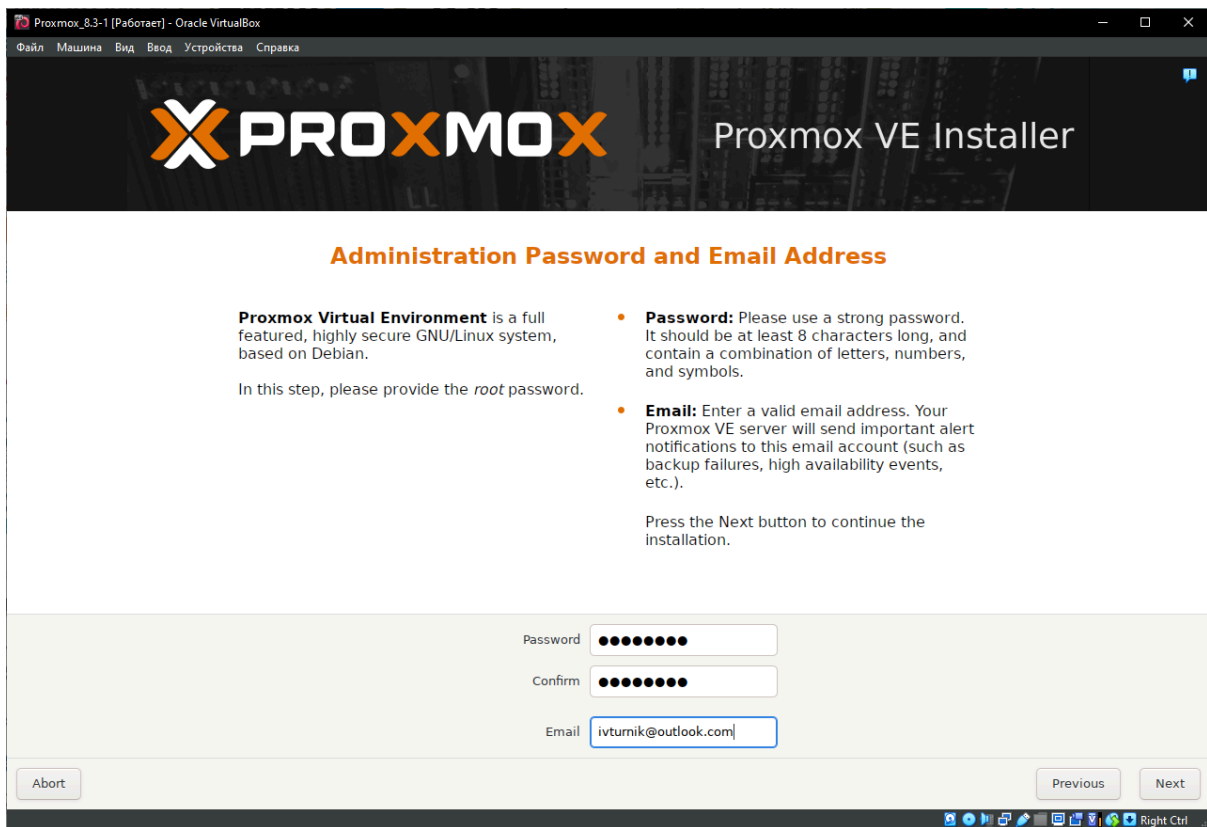 Proxmox_8.3-1 [Работает] - Oracle VirtualBox
Файл Машина Вид Ввод Устройства Справка
PROXMOX
Proxmox VE Installer
Administration Password and Email Address
Proxmox Virtual Environment is a full
featured, highly secure GNU/Linux system,
based on Debian.
In this step, please provide the root password.
Password: Please use a strong password.
It should be at least 8 characters long, and
contain a combination of letters, numbers,
and symbols.
Email: Enter a valid email address. Your
Proxmox VE server will send important alert
notifications to this email account (such as
backup failures, high availability events,
etc.).
Press the Next button to continue the
installation.
Password ●●●●●●●●
Confirm ●●●●●●●●
Email ivturnik@outlook.com
Abort Previous Next
Right Ctrl